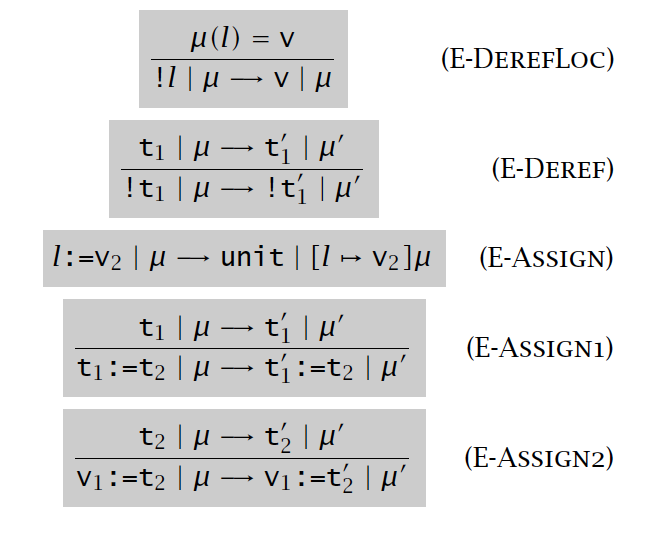 μ(l) = v
!l | μ ⟶ v | μ (E-DEREFLOC)
t₁ | μ ⟶ t₁′ | μ′
!t₁ | μ ⟶ !t₁′ | μ′ (E-DEREF)
l:=v₂ | μ ⟶ unit | [l ↦ v₂]μ (E-ASSIGN)
t₁ | μ ⟶ t₁′ | μ′
t₁:=t₂ | μ ⟶ t₁′:=t₂ | μ′ (E-ASSIGN1)
t₂ | μ ⟶ t₂′ | μ′
v₁:=t₂ | μ ⟶ v₁:=t₂′ | μ′ (E-ASSIGN2)